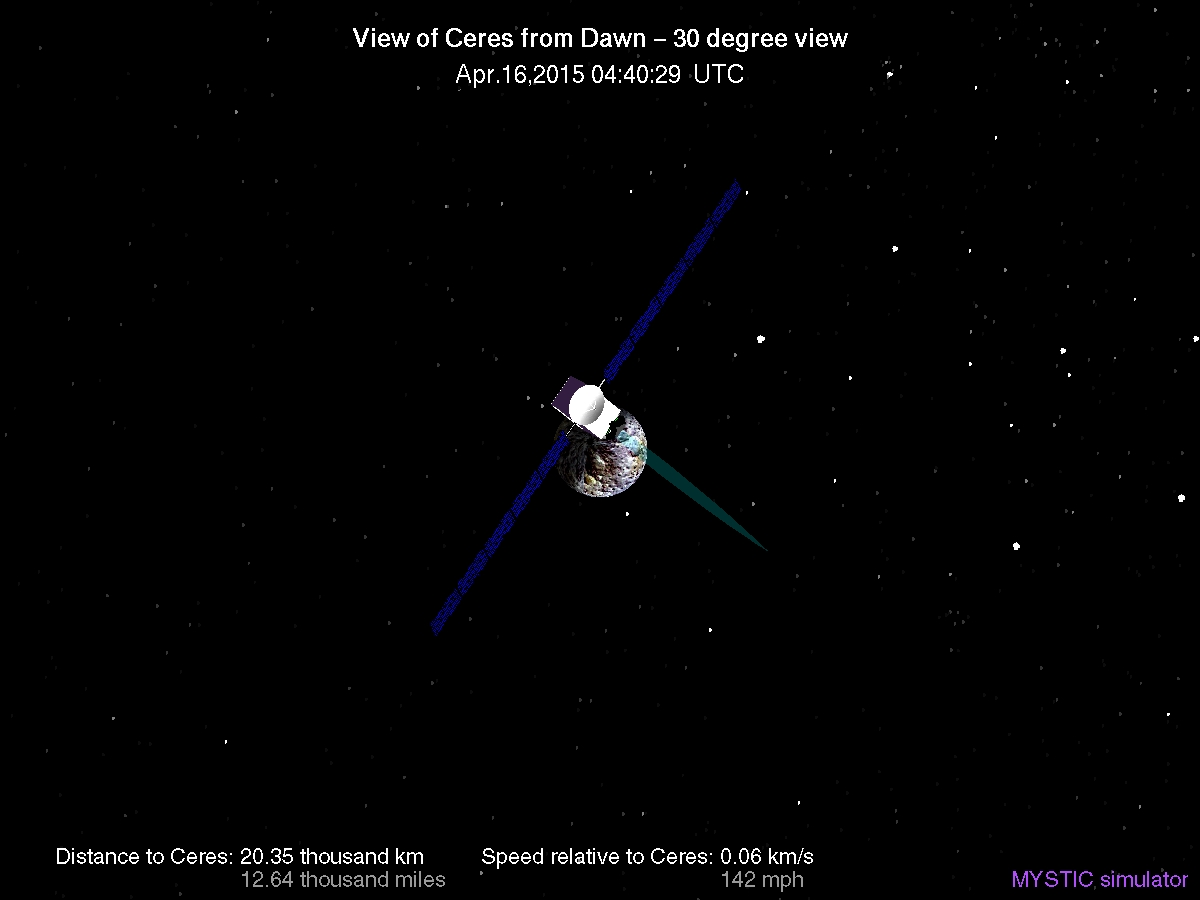 View of Ceres from Dawn – 30 degree view
Apr.16,2015 04:40:29 UTC
Distance to Ceres: 20.35 thousand km
12.64 thousand miles
Speed relative to Ceres: 0.06 km/s
142 mph
MYSTIC simulator